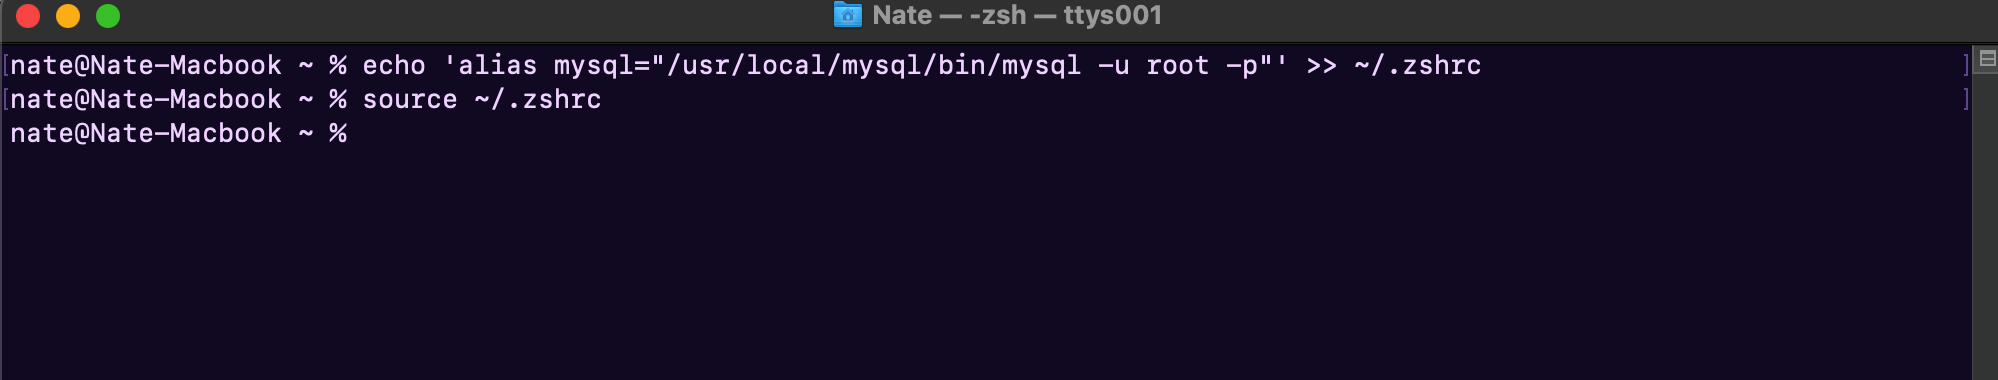 Nate — -zsh — ttys001
[nate@Nate-Macbook ~ % echo 'alias mysql="/usr/local/mysql/bin/mysql -u root -p"' >> ~/.zshrc ]
[nate@Nate-Macbook ~ % source ~/.zshrc ]
nate@Nate-Macbook ~ %